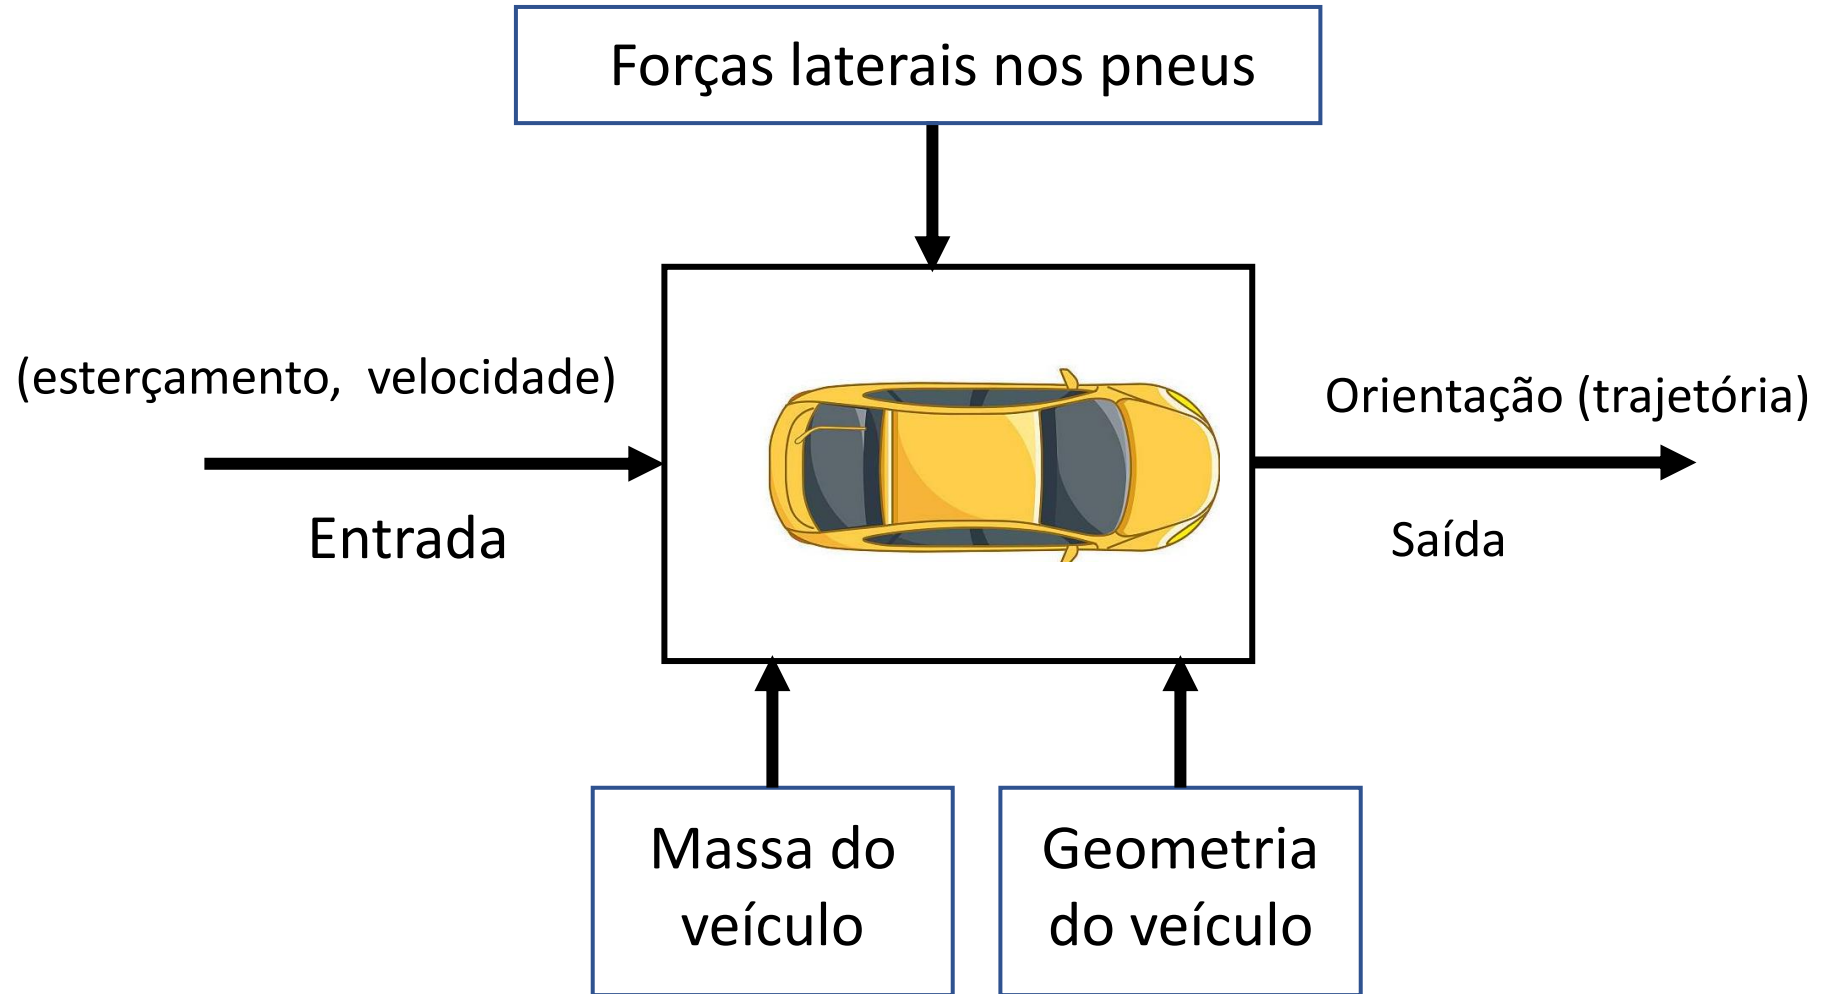 Forças laterais nos pneus
(esterçamento, velocidade)
Orientação (trajetória)
Entrada
Saída
Massa do
veículo
Geometria
do veículo